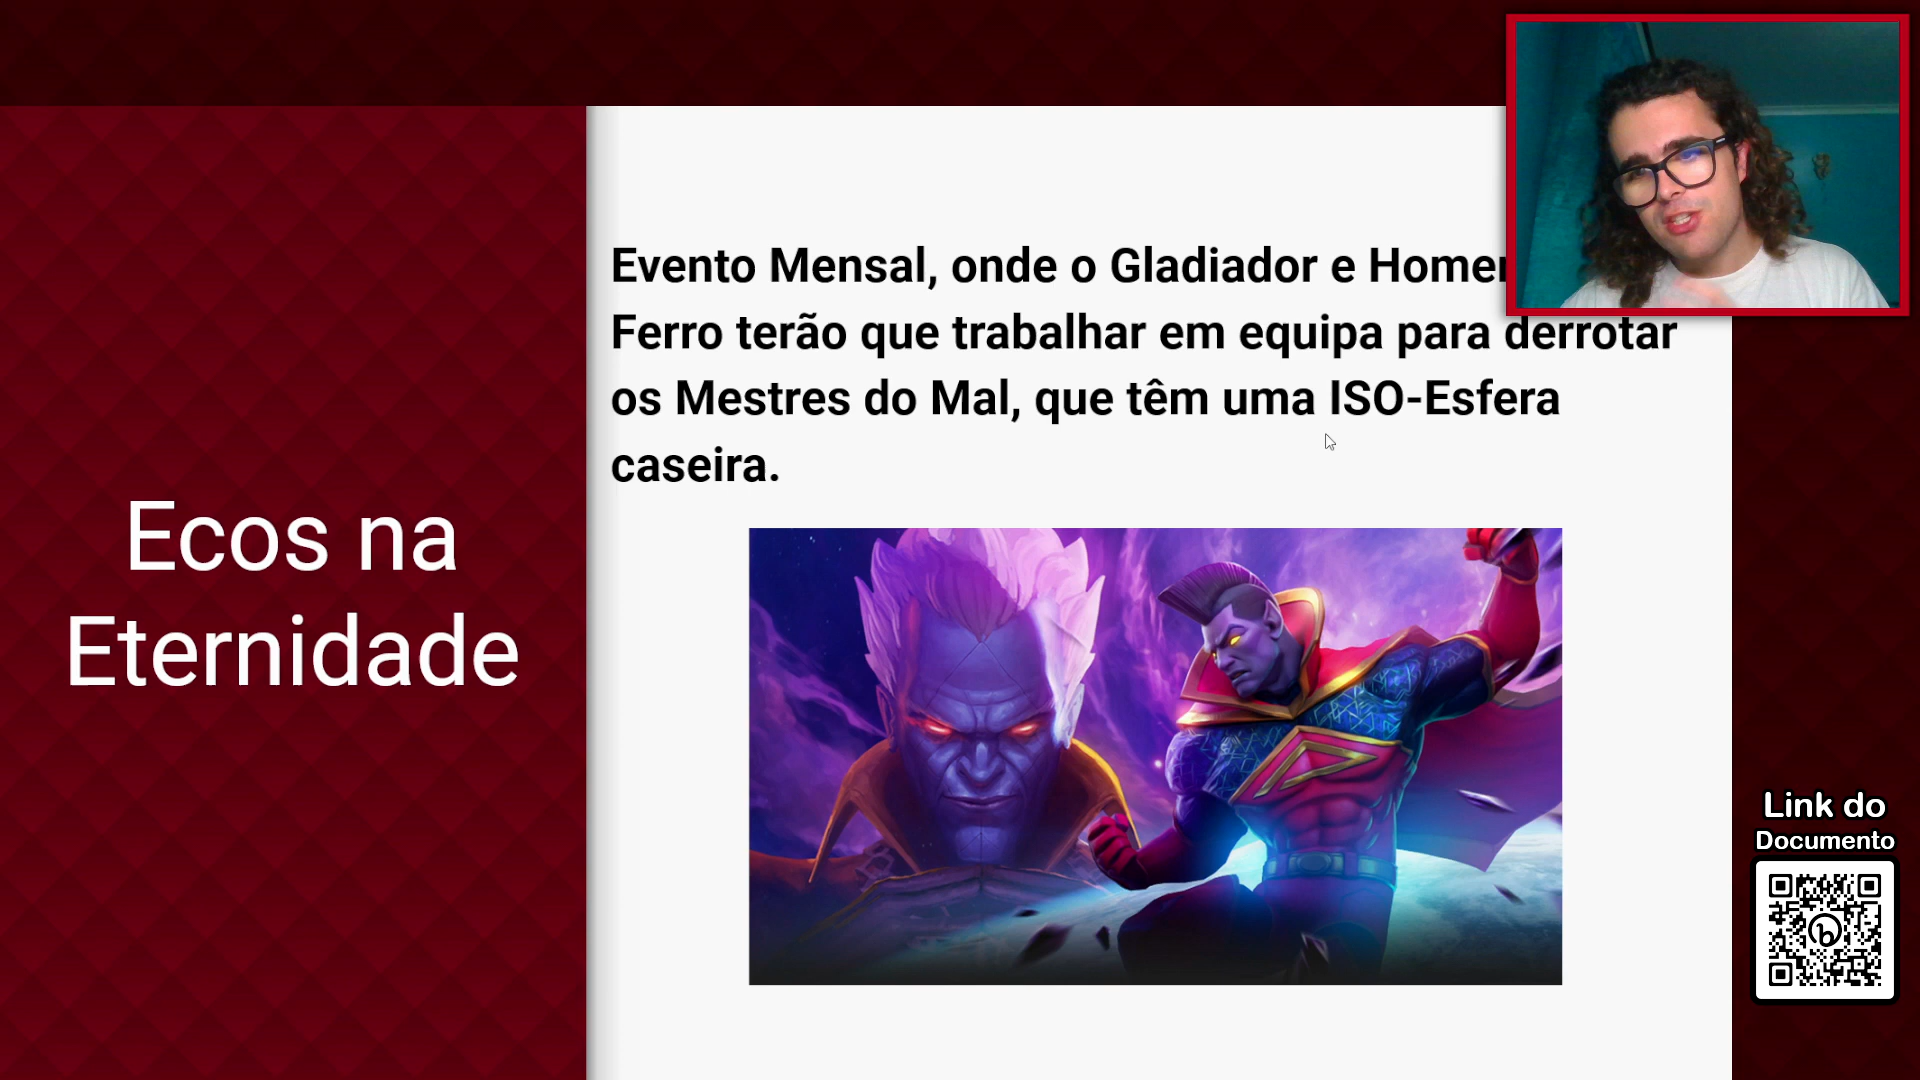 Evento Mensal, onde o Gladiador e
Ferro terão que trabalhar em equipa para derrotar
os Mestres do Mal, que têm uma ISO-Esfera
caseira.
Ecos na
Eternidade
Link do
Documento